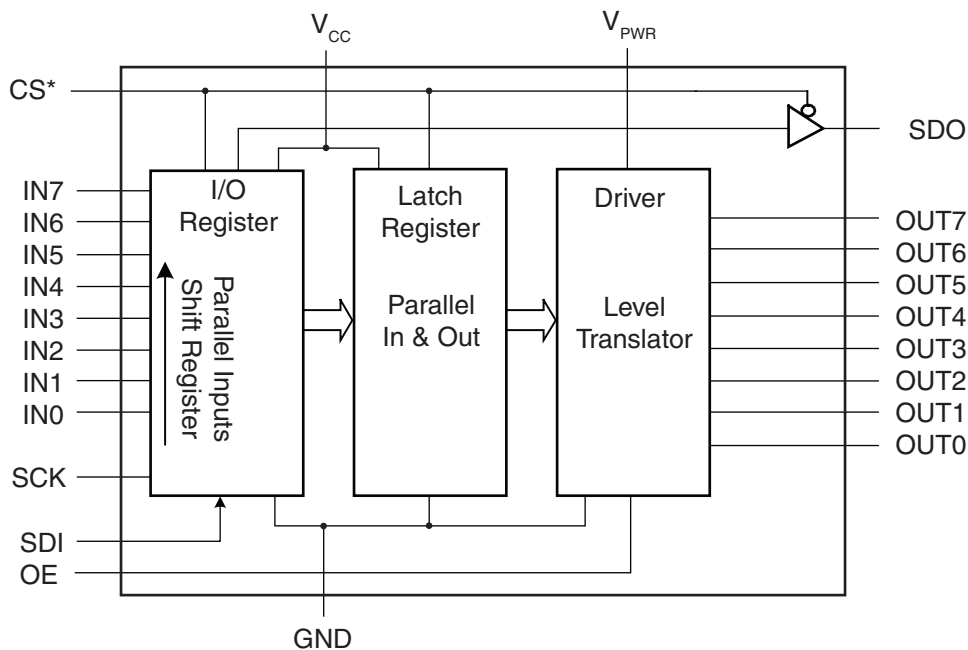 V_CC
V_PWR
CS*
SDO
I/O
Register
Parallel Inputs
Shift Register
Latch
Register
Parallel
In & Out
Driver
Level
Translator
IN7
IN6
IN5
IN4
IN3
IN2
IN1
IN0
SCK
SDI
OE
OUT7
OUT6
OUT5
OUT4
OUT3
OUT2
OUT1
OUT0
GND